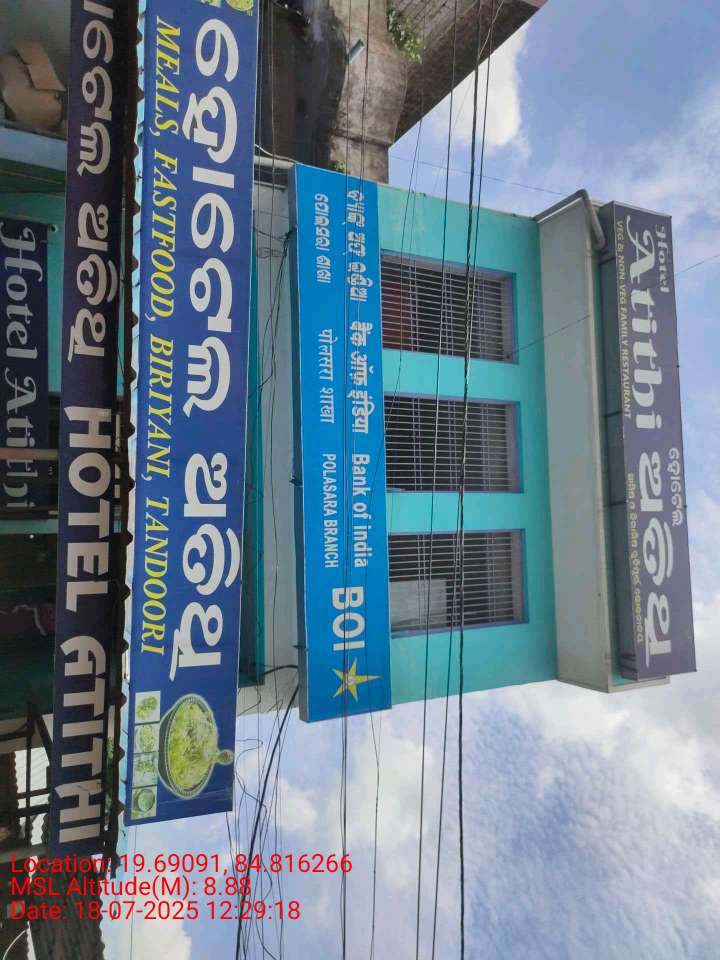 Hotel
Atithi
VEG & NON-VEG FAMILY RESTAURANT
ହୋଟେଲ
ଅତିଥି
ବ୍ୟାଙ୍କ ଅଫ୍ ଇଣ୍ଡିଆ
ପୋଲସରା ଶାଖା
बैंक ऑफ़ इंडिया
पोलसरा शाखा
Bank of india
POLASARA BRANCH
BOI
ହୋଟେଲ ଅତିଥି
MEALS, FASTFOOD, BIRIYANI, TANDOORI
ହୋଟେଲ ଅତିଥି HOTEL ATITHI
Hotel Atithi
Location: 19.69091, 84.816266
MSL Altitude(M): 8.88
Date: 18-07-2025 12:29:18